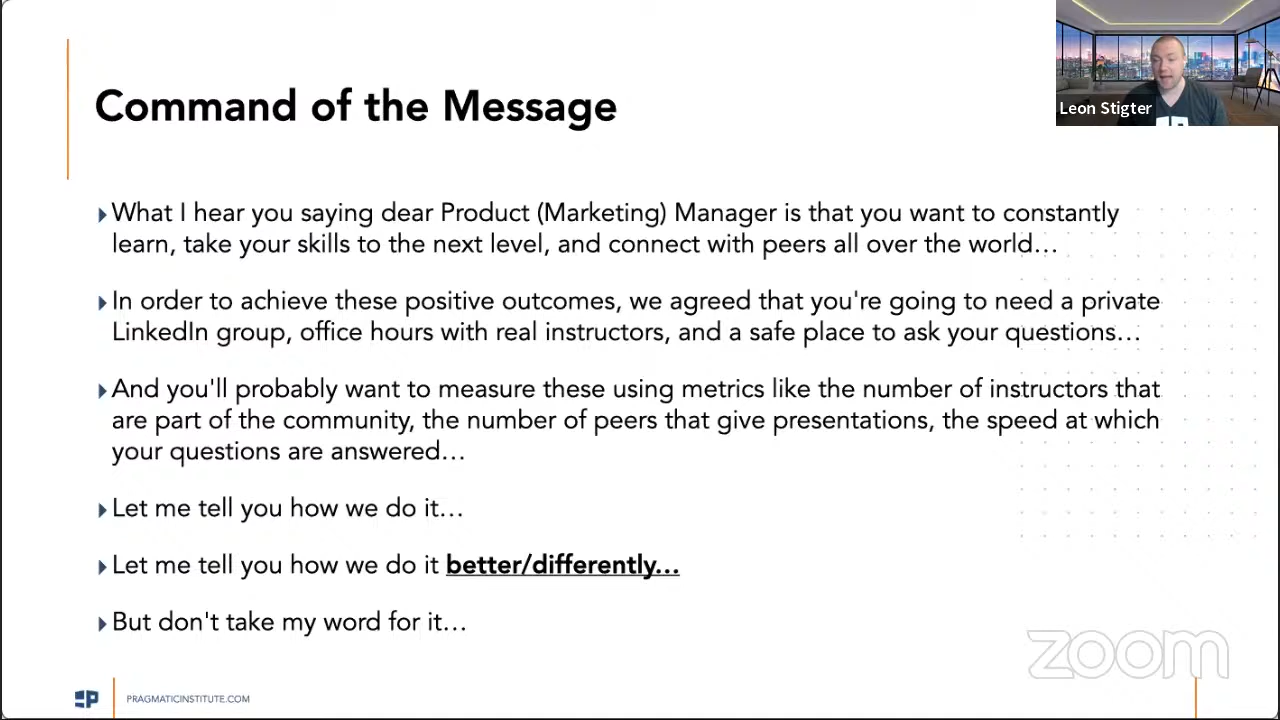 Command of the Message
Leon Stigter
What I hear you saying dear Product (Marketing) Manager is that you want to constantly
learn, take your skills to the next level, and connect with peers all over the world…
In order to achieve these positive outcomes, we agreed that you're going to need a private
LinkedIn group, office hours with real instructors, and a safe place to ask your questions…
And you'll probably want to measure these using metrics like the number of instructors that
are part of the community, the number of peers that give presentations, the speed at which
your questions are answered…
Let me tell you how we do it…
Let me tell you how we do it better/differently…
But don't take my word for it…
zoom
PRAGMATICINSTITUTE.COM